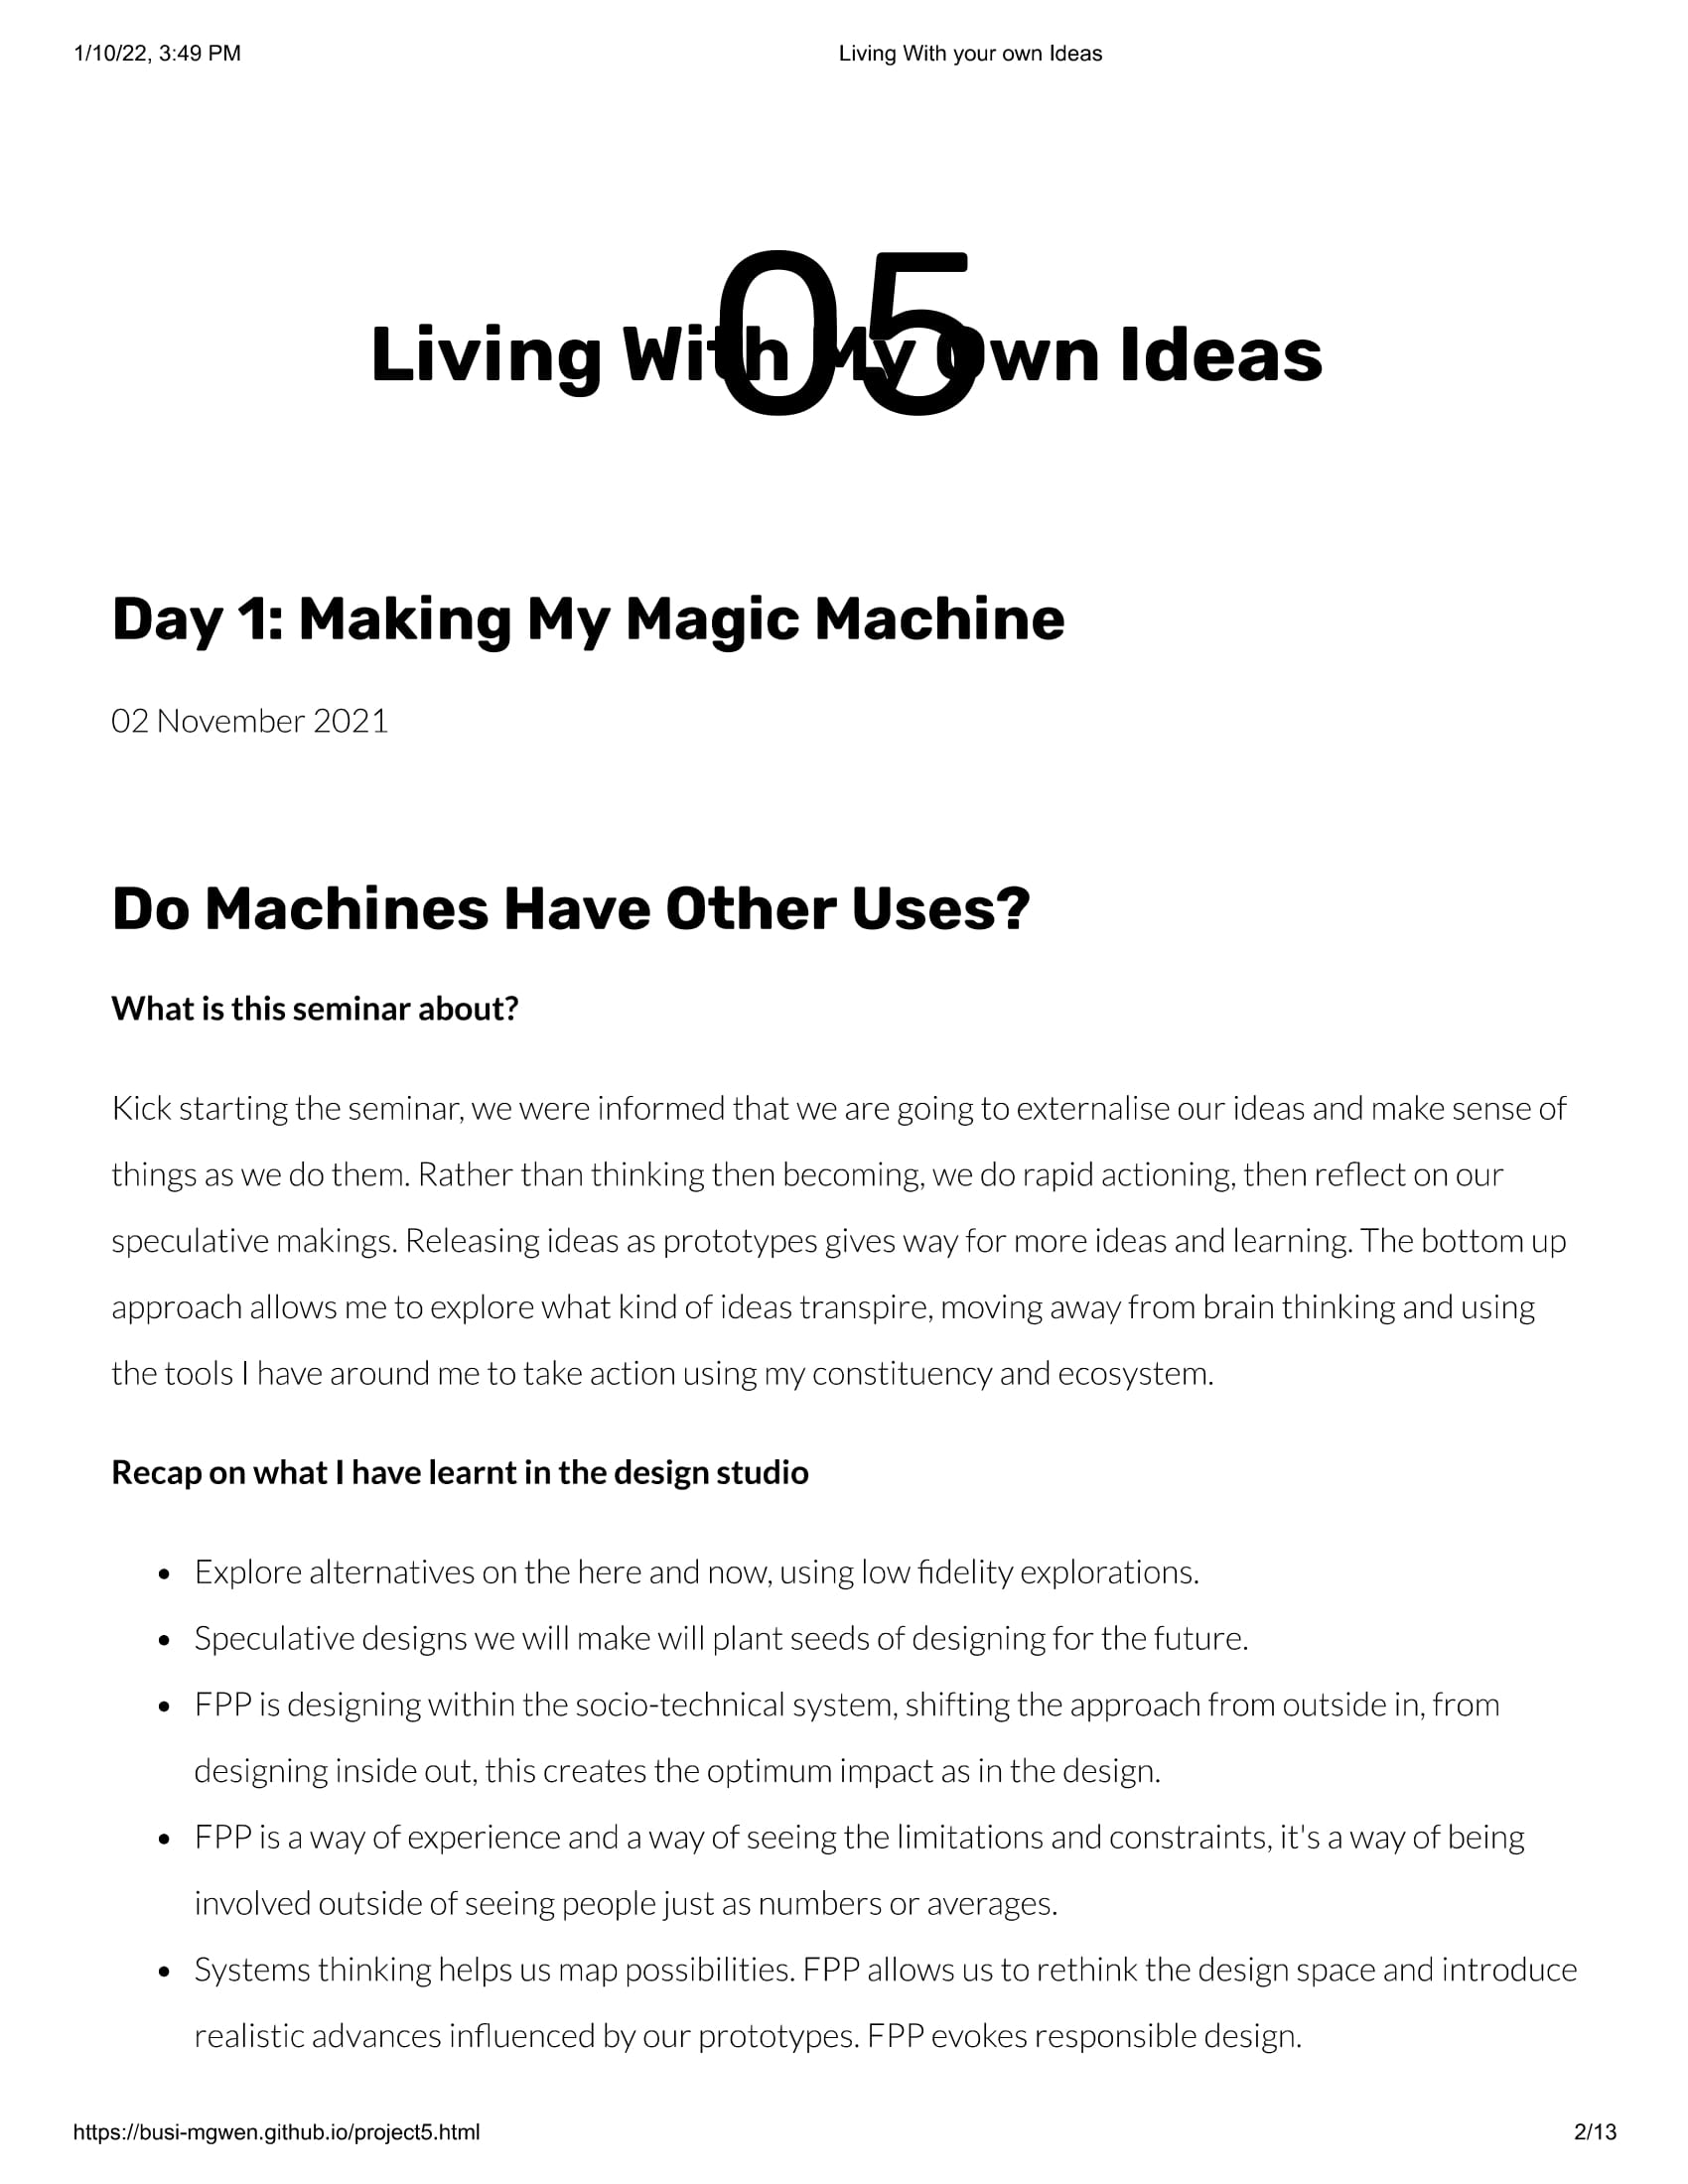 1/10/22, 3:49 PM
Living With your own Ideas
05
Living With My Own Ideas
Day 1: Making My Magic Machine
02 November 2021
Do Machines Have Other Uses?
What is this seminar about?
Kick starting the seminar, we were informed that we are going to externalise our ideas and make sense of
things as we do them. Rather than thinking then becoming, we do rapid actioning, then reflect on our
speculative makings. Releasing ideas as prototypes gives way for more ideas and learning. The bottom up
approach allows me to explore what kind of ideas transpire, moving away from brain thinking and using
the tools I have around me to take action using my constituency and ecosystem.
Recap on what I have learnt in the design studio
• Explore alternatives on the here and now, using low fidelity explorations.
• Speculative designs we will make will plant seeds of designing for the future.
• FPP is designing within the socio-technical system, shifting the approach from outside in, from
designing inside out, this creates the optimum impact as in the design.
• FPP is a way of experience and a way of seeing the limitations and constraints, it's a way of being
involved outside of seeing people just as numbers or averages.
• Systems thinking helps us map possibilities. FPP allows us to rethink the design space and introduce
realistic advances influenced by our prototypes. FPP evokes responsible design.
https://busi-mgwen.github.io/project5.html
2/13